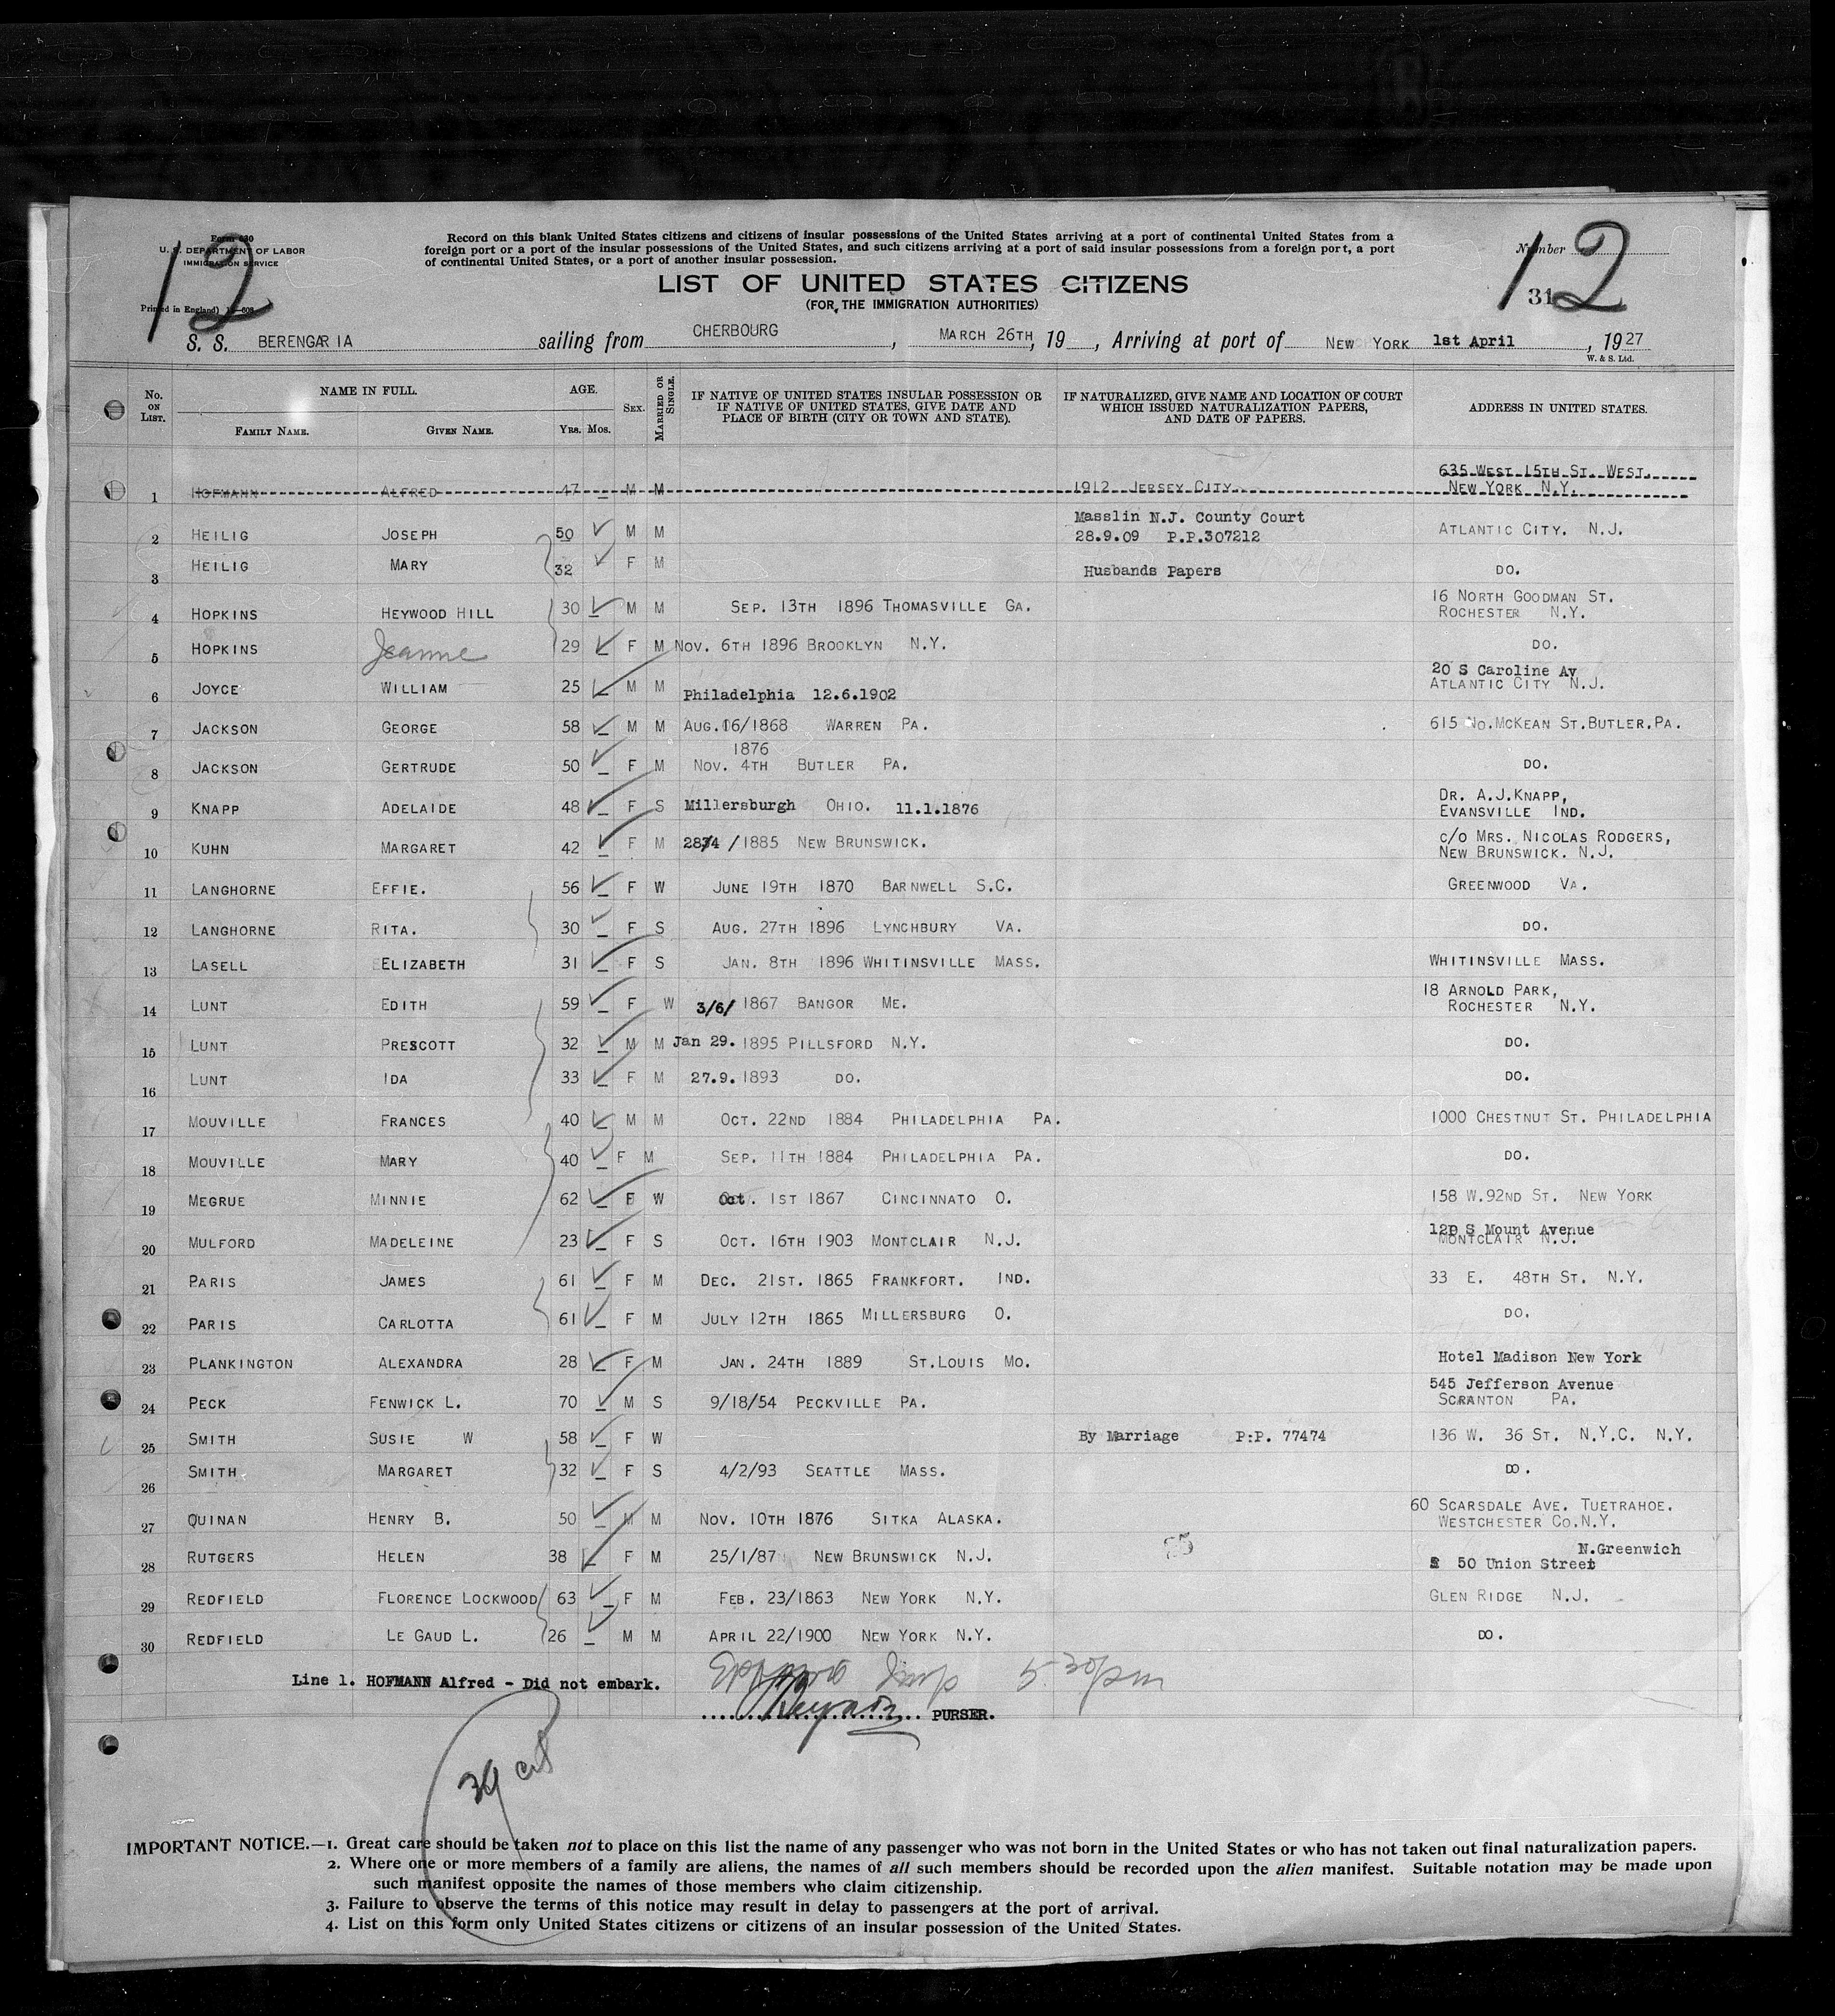 Form 630
U. S. DEPARTMENT OF LABOR
IMMIGRATION SERVICE
Printed in England)
12
Record on this blank United States citizens and citizens of insular possessions of the United States arriving at a port of continental United States from a
foreign port or a port of the insular possessions of the United States, and such citizens arriving at a port of said insular possessions from a foreign port, a port
of continental United States, or a port of another insular possession.
LIST OF UNITED STATES CITIZENS
(FOR THE IMMIGRATION AUTHORITIES)
Number 12
31
S. S. BERENGARIA sailing from CHERBOURG, MARCH 26TH, 19 , Arriving at port of NEW YORK 1st April, 1927
W. & S. Ltd.
No. ON LIST. NAME IN FULL. FAMILY NAME. GIVEN NAME. AGE. YRS. MOS. SEX. MARRIED OR SINGLE.
IF NATIVE OF UNITED STATES INSULAR POSSESSION OR
IF NATIVE OF UNITED STATES, GIVE DATE AND
PLACE OF BIRTH (CITY OR TOWN AND STATE).
IF NATURALIZED, GIVE NAME AND LOCATION OF COURT
WHICH ISSUED NATURALIZATION PAPERS,
AND DATE OF PAPERS.
ADDRESS IN UNITED STATES.
635 WEST 15TH ST. WEST.
1 HOFMANN ALFRED 47 M M 1912 JERSEY CITY. NEW YORK N.Y.
Masslin N.J. County Court
2 HEILIG JOSEPH 50 M M 28.9.09 P.P.307212 ATLANTIC CITY. N.J.
3 HEILIG MARY 32 F M Husbands Papers DO.
16 NORTH GOODMAN ST.
4 HOPKINS HEYWOOD HILL 30 M M SEP. 13TH 1896 THOMASVILLE GA. ROCHESTER N.Y.
5 HOPKINS Jeanne 29 F M NOV. 6TH 1896 BROOKLYN N.Y. DO.
20 S Caroline Av
6 JOYCE WILLIAM 25 M M Philadelphia 12.6.1902 ATLANTIC CITY N.J.
7 JACKSON GEORGE 58 M M AUG.16/1868 WARREN PA. 615 NO.MCKEAN ST.BUTLER.PA.
1876
8 JACKSON GERTRUDE 50 F M NOV. 4TH BUTLER PA. DO.
DR. A.J.KNAPP,
9 KNAPP ADELAIDE 48 F S Millersburgh OHIO. 11.1.1876 EVANSVILLE IND.
C/O MRS. NICOLAS RODGERS,
10 KUHN MARGARET 42 F M 28/4 /1885 NEW BRUNSWICK. NEW BRUNSWICK. N.J.
11 LANGHORNE EFFIE. 56 F W JUNE 19TH 1870 BARNWELL S.C. GREENWOOD VA.
12 LANGHORNE RITA. 30 F S AUG. 27TH 1896 LYNCHBURY VA. DO.
13 LASELL ELIZABETH 31 F S JAN. 8TH 1896 WHITINSVILLE MASS. WHITINSVILLE MASS.
18 ARNOLD PARK,
14 LUNT EDITH 59 F W 3/6/ 1867 BANGOR ME. ROCHESTER N.Y.
15 LUNT PRESCOTT 32 M M Jan 29. 1895 PILLSFORD N.Y. DO.
16 LUNT IDA 33 F M 27.9. 1893 DO. DO.
17 MOUVILLE FRANCES 40 M M OCT. 22ND 1884 PHILADELPHIA PA. 1000 CHESTNUT ST. PHILADELPHIA
18 MOUVILLE MARY 40 F M SEP. 11TH 1884 PHILADELPHIA PA. DO.
19 MEGRUE MINNIE 62 F W Oct. 1ST 1867 CINCINNATO O. 158 W.92ND ST. NEW YORK
129 S Mount Avenue
20 MULFORD MADELEINE 23 F S OCT. 16TH 1903 MONTCLAIR N.J. MONTCLAIR N.J.
21 PARIS JAMES 61 F M DEC. 21ST. 1865 FRANKFORT. IND. 33 E. 48TH ST. N.Y.
22 PARIS CARLOTTA 61 F M JULY 12TH 1865 MILLERSBURG O. DO.
23 PLANKINGTON ALEXANDRA 28 F M JAN. 24TH 1889 ST.LOUIS MO. Hotel Madison New York
545 Jefferson Avenue
24 PECK FENWICK L. 70 M S 9/18/54 PECKVILLE PA. SCRANTON PA.
25 SMITH SUSIE W 58 F W By Marriage P.P. 77474 136 W. 36 ST. N.Y.C. N.Y.
26 SMITH MARGARET 32 F S 4/2/93 SEATTLE MASS. DO.
60 SCARSDALE AVE. TUETRAHOE.
27 QUINAN HENRY B. 50 M M NOV. 10TH 1876 SITKA ALASKA. WESTCHESTER CO.N.Y.
N.Greenwich
28 RUTGERS HELEN 38 F M 25/1/87 NEW BRUNSWICK N.J. 50 Union Street
29 REDFIELD FLORENCE LOCKWOOD 63 F M FEB. 23/1863 NEW YORK N.Y. GLEN RIDGE N.J.
30 REDFIELD LE GAUD L. 26 M M APRIL 22/1900 NEW YORK N.Y. DO.
Line 1. HOFMANN Alfred - Did not embark.
5-30pm
PURSER.
29 cit
IMPORTANT NOTICE.—1. Great care should be taken not to place on this list the name of any passenger who was not born in the United States or who has not taken out final naturalization papers.
2. Where one or more members of a family are aliens, the names of all such members should be recorded upon the alien manifest. Suitable notation may be made upon
such manifest opposite the names of those members who claim citizenship.
3. Failure to observe the terms of this notice may result in delay to passengers at the port of arrival.
4. List on this form only United States citizens or citizens of an insular possession of the United States.